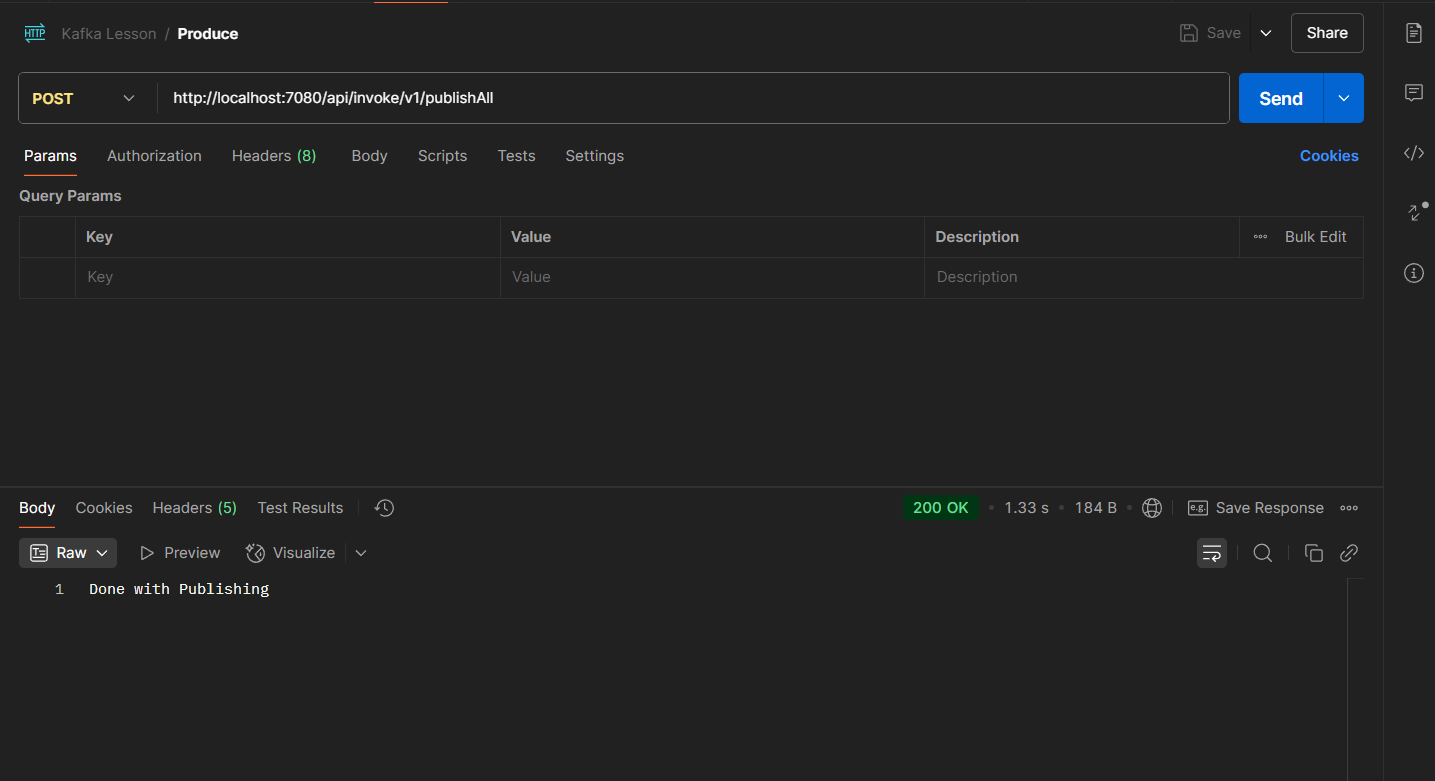 HTTP Kafka Lesson / Produce Save Share
POST http://localhost:7080/api/invoke/v1/publishAll Send
Params Authorization Headers (8) Body Scripts Tests Settings Cookies
Query Params
Key Value Description Bulk Edit
Key Value Description
Body Cookies Headers (5) Test Results 200 OK • 1.33 s • 184 B • e.g. Save Response
Raw Preview Visualize
1 Done with Publishing